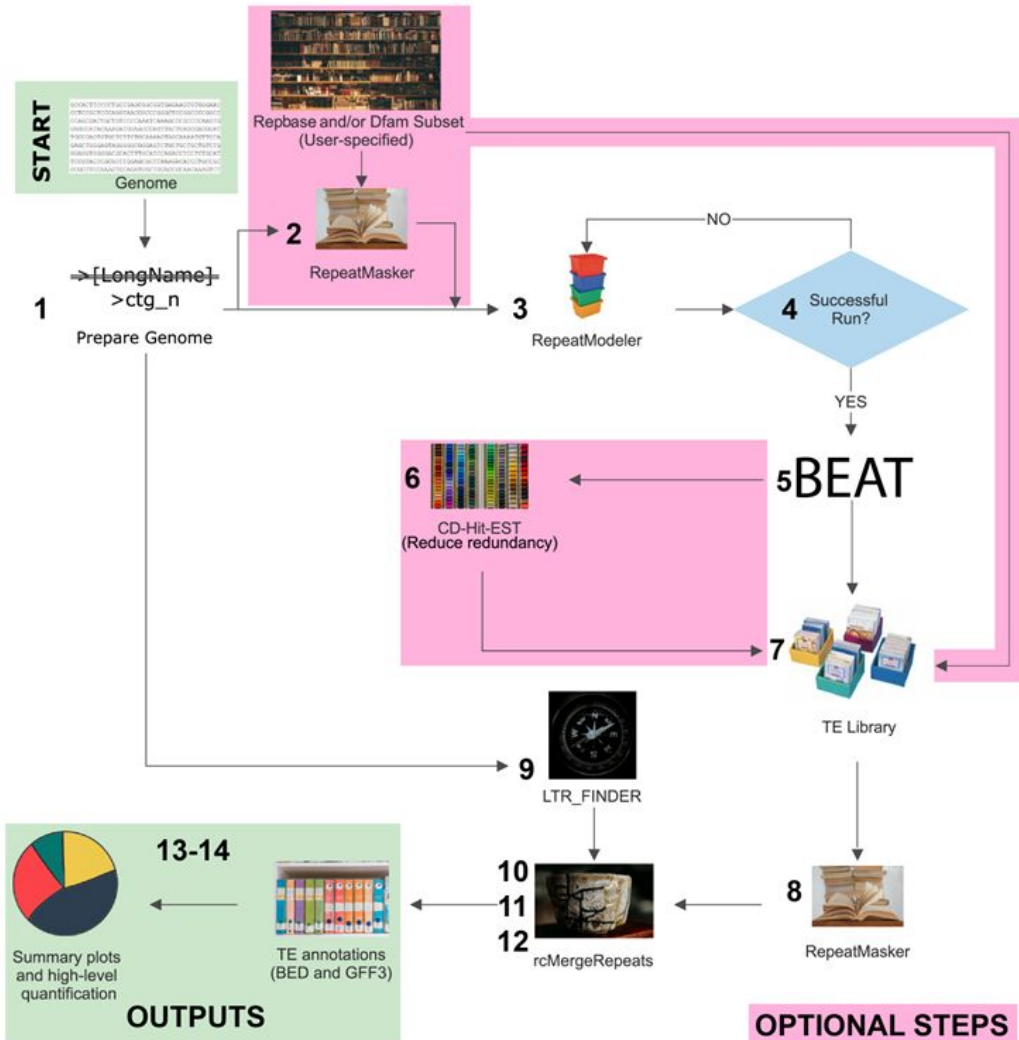 START
Genome
Repbase and/or Dfam Subset
(User-specified)
>[LongName]
>ctg_n
1
Prepare Genome
2
RepeatMasker
3
RepeatModeler
NO
4
Successful
Run?
YES
5
BEAT
6
CD-Hit-EST
(Reduce redundancy)
7
TE Library
9
LTR_FINDER
8
RepeatMasker
10
11
12
rcMergeRepeats
TE annotations
(BED and GFF3)
13-14
Summary plots
and high-level
quantification
OUTPUTS
OPTIONAL STEPS